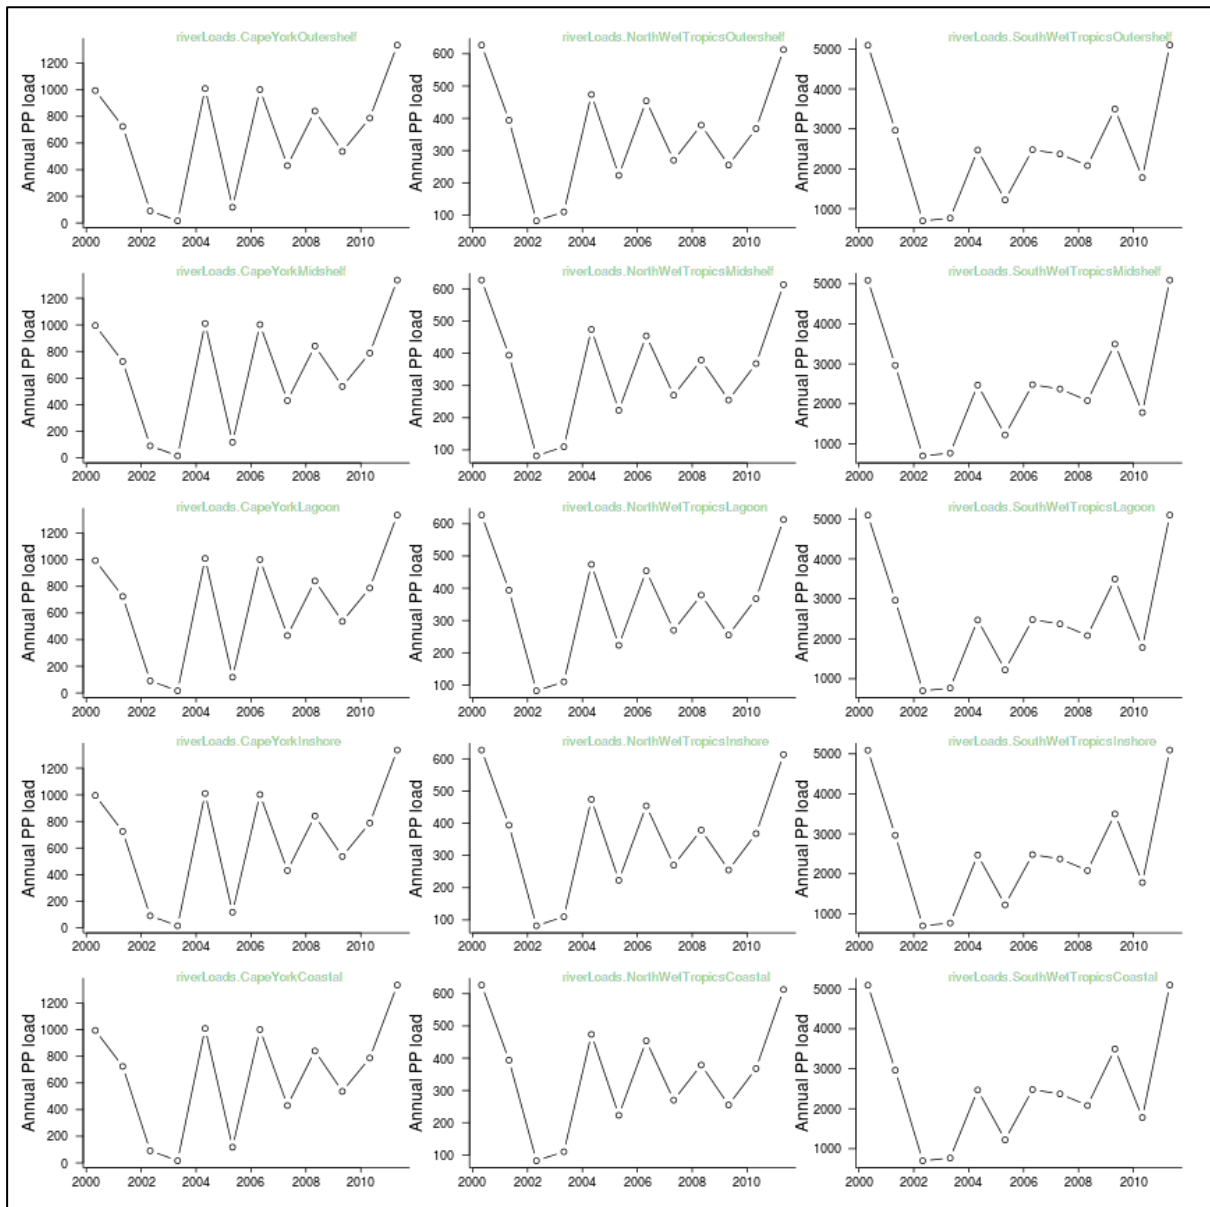 riverLoads.CapeYorkOutershelf
Annual PP load
1200
1000
800
600
400
200
0
2000 2002 2004 2006 2008 2010
riverLoads.NorthWetTropicsOutershelf
Annual PP load
600
500
400
300
200
100
2000 2002 2004 2006 2008 2010
riverLoads.SouthWetTropicsOutershelf
Annual PP load
5000
4000
3000
2000
1000
2000 2002 2004 2006 2008 2010
riverLoads.CapeYorkMidshelf
Annual PP load
1200
1000
800
600
400
200
0
2000 2002 2004 2006 2008 2010
riverLoads.NorthWetTropicsMidshelf
Annual PP load
600
500
400
300
200
100
2000 2002 2004 2006 2008 2010
riverLoads.SouthWetTropicsMidshelf
Annual PP load
5000
4000
3000
2000
1000
2000 2002 2004 2006 2008 2010
riverLoads.CapeYorkLagoon
Annual PP load
1200
1000
800
600
400
200
0
2000 2002 2004 2006 2008 2010
riverLoads.NorthWetTropicsLagoon
Annual PP load
600
500
400
300
200
100
2000 2002 2004 2006 2008 2010
riverLoads.SouthWetTropicsLagoon
Annual PP load
5000
4000
3000
2000
1000
2000 2002 2004 2006 2008 2010
riverLoads.CapeYorkInshore
Annual PP load
1200
1000
800
600
400
200
0
2000 2002 2004 2006 2008 2010
riverLoads.NorthWetTropicsInshore
Annual PP load
600
500
400
300
200
100
2000 2002 2004 2006 2008 2010
riverLoads.SouthWetTropicsInshore
Annual PP load
5000
4000
3000
2000
1000
2000 2002 2004 2006 2008 2010
riverLoads.CapeYorkCoastal
Annual PP load
1200
1000
800
600
400
200
0
2000 2002 2004 2006 2008 2010
riverLoads.NorthWetTropicsCoastal
Annual PP load
600
500
400
300
200
100
2000 2002 2004 2006 2008 2010
riverLoads.SouthWetTropicsCoastal
Annual PP load
5000
4000
3000
2000
1000
2000 2002 2004 2006 2008 2010